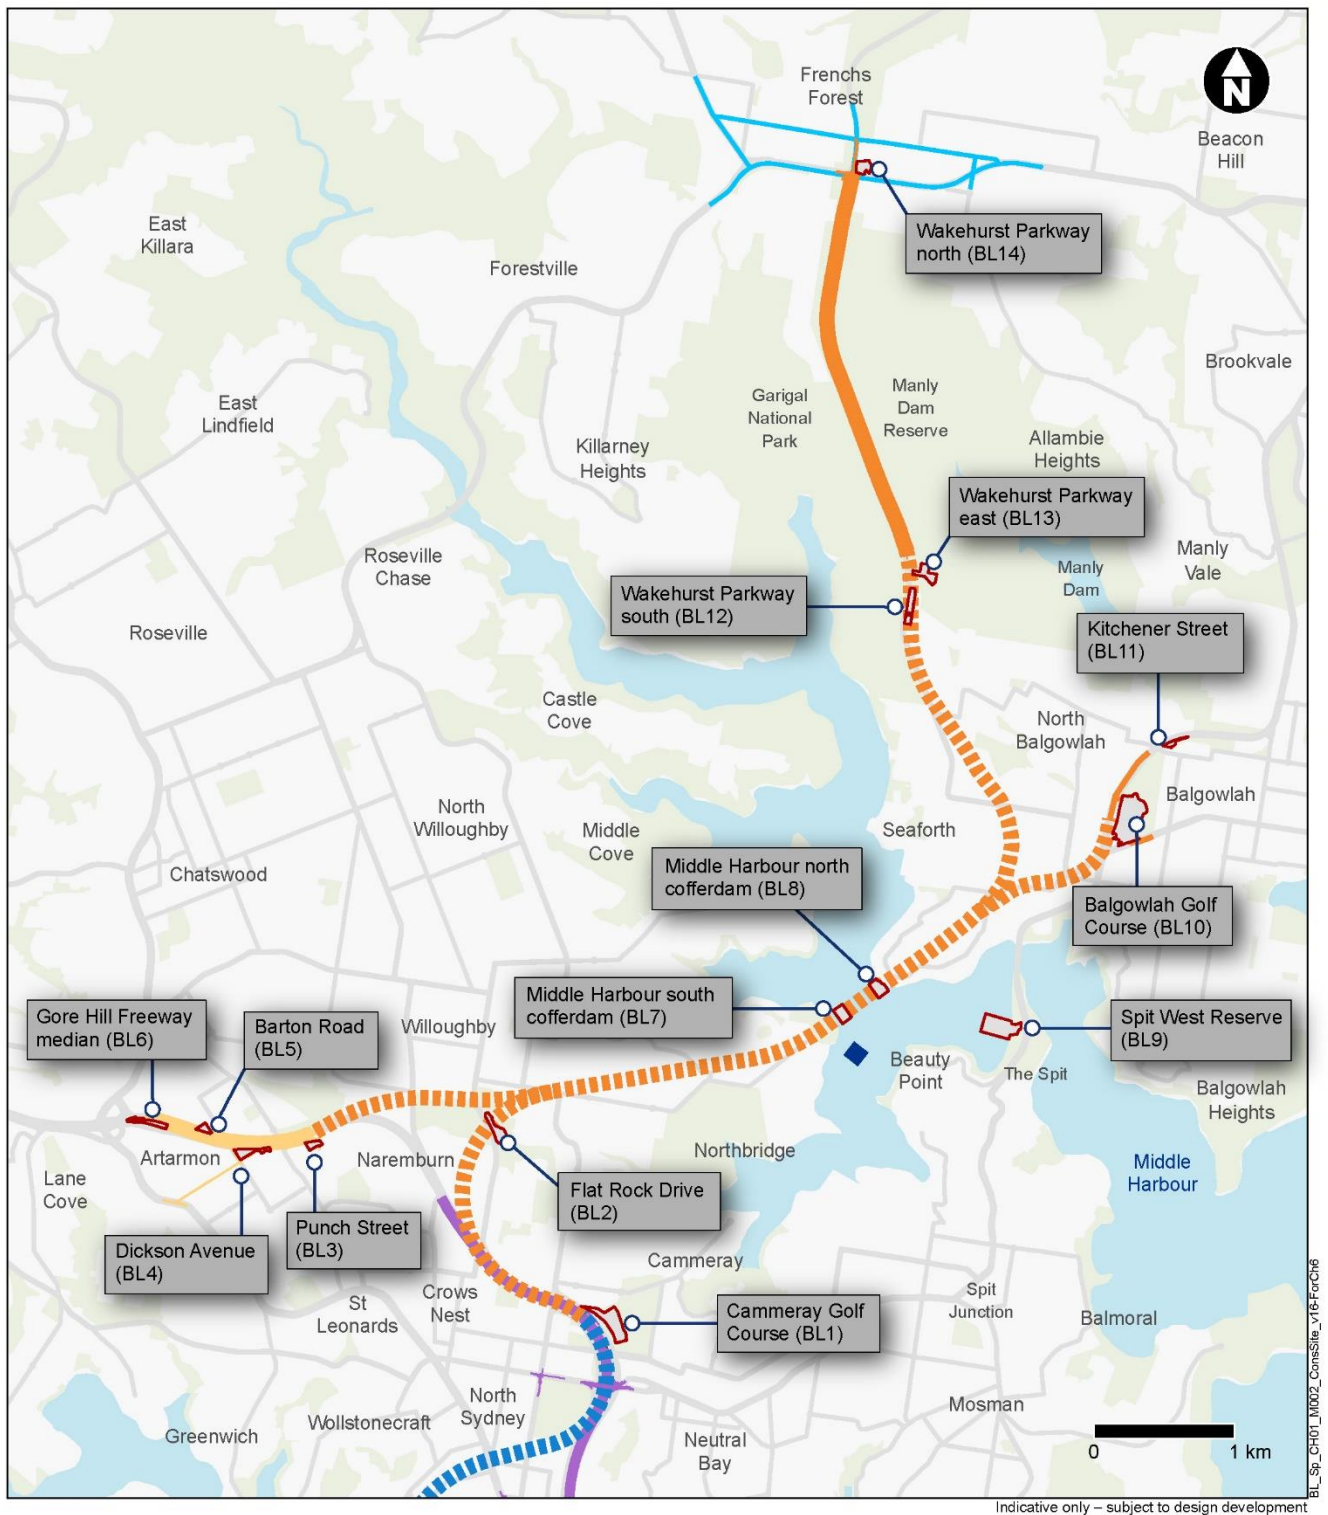 Frenchs
Forest
N
Beacon
Hill
East
Killara
Wakehurst Parkway
north (BL14)
Forestville
Brookvale
East
Lindfield
Garigal
National
Park
Manly
Dam
Reserve
Killarney
Heights
Allambie
Heights
Wakehurst Parkway
east (BL13)
Roseville
Chase
Manly
Vale
Manly
Dam
Wakehurst Parkway
south (BL12)
Roseville
Kitchener Street
(BL11)
Castle
Cove
North
Balgowlah
Balgowlah
North
Willoughby
Middle
Cove
Seaforth
Chatswood
Middle Harbour north
cofferdam (BL8)
Balgowlah Golf
Course (BL10)
Middle Harbour south
cofferdam (BL7)
Gore Hill Freeway
median (BL6)
Barton Road
(BL5)
Willoughby
Spit West Reserve
(BL9)
Beauty
Point
The Spit
Balgowlah
Heights
Artarmon
Naremburn
Northbridge
Lane
Cove
Middle
Harbour
Flat Rock Drive
(BL2)
Punch Street
(BL3)
Dickson Avenue
(BL4)
Cammeray
Crows
Nest
St
Leonards
Spit
Junction
Balmoral
Cammeray Golf
Course (BL1)
North
Sydney
Mosman
Wollstonecraft
Greenwich
Neutral
Bay
0 1 km
BL_Sp_CH01_M002_ConsSite_v16-ForCh6
Indicative only – subject to design development